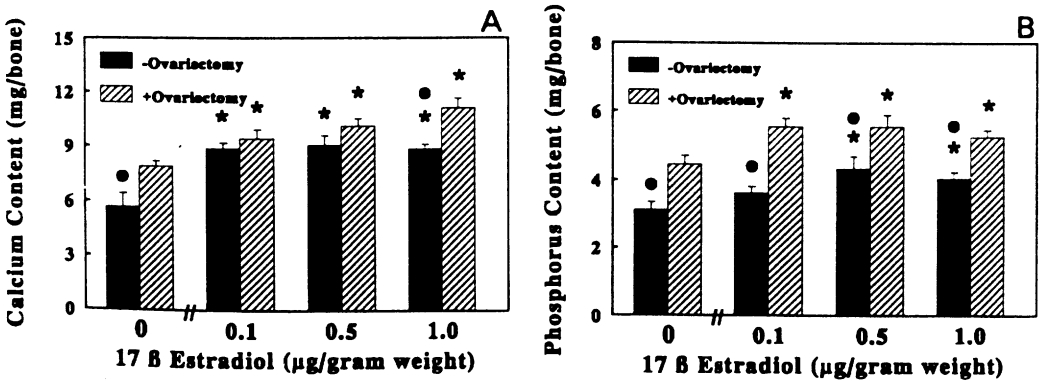 A
Calcium Content (mg/bone)
15
12
9
6
3
0
-Ovariectomy
+Ovariectomy
* * * * * * 
0 0.1 0.5 1.0
17 ß Estradiol (µg/gram weight)
B
Phosphorus Content (mg/bone)
8
6
4
2
0
-Ovariectomy
+Ovariectomy
* * * * *
0 0.1 0.5 1.0
17 ß Estradiol (µg/gram weight)